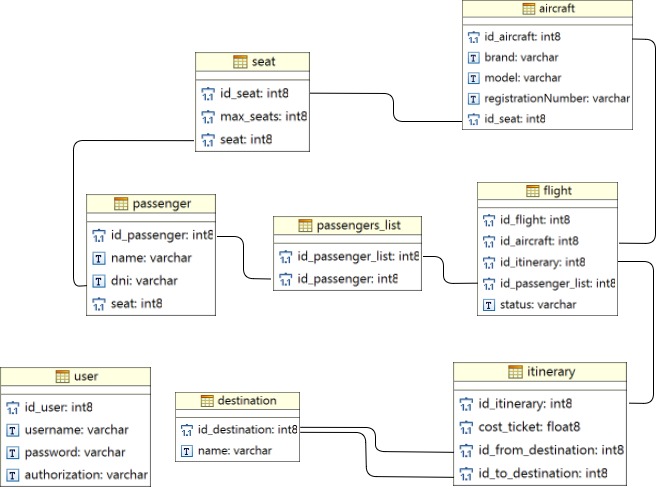 aircraft
id_aircraft: int8
brand: varchar
model: varchar
registrationNumber: varchar
id_seat: int8
seat
id_seat: int8
max_seats: int8
seat: int8
passenger
id_passenger: int8
name: varchar
dni: varchar
seat: int8
passengers_list
id_passenger_list: int8
id_passenger: int8
flight
id_flight: int8
id_aircraft: int8
id_itinerary: int8
id_passenger_list: int8
status: varchar
user
id_user: int8
username: varchar
password: varchar
authorization: varchar
destination
id_destination: int8
name: varchar
itinerary
id_itinerary: int8
cost_ticket: float8
id_from_destination: int8
id_to_destination: int8